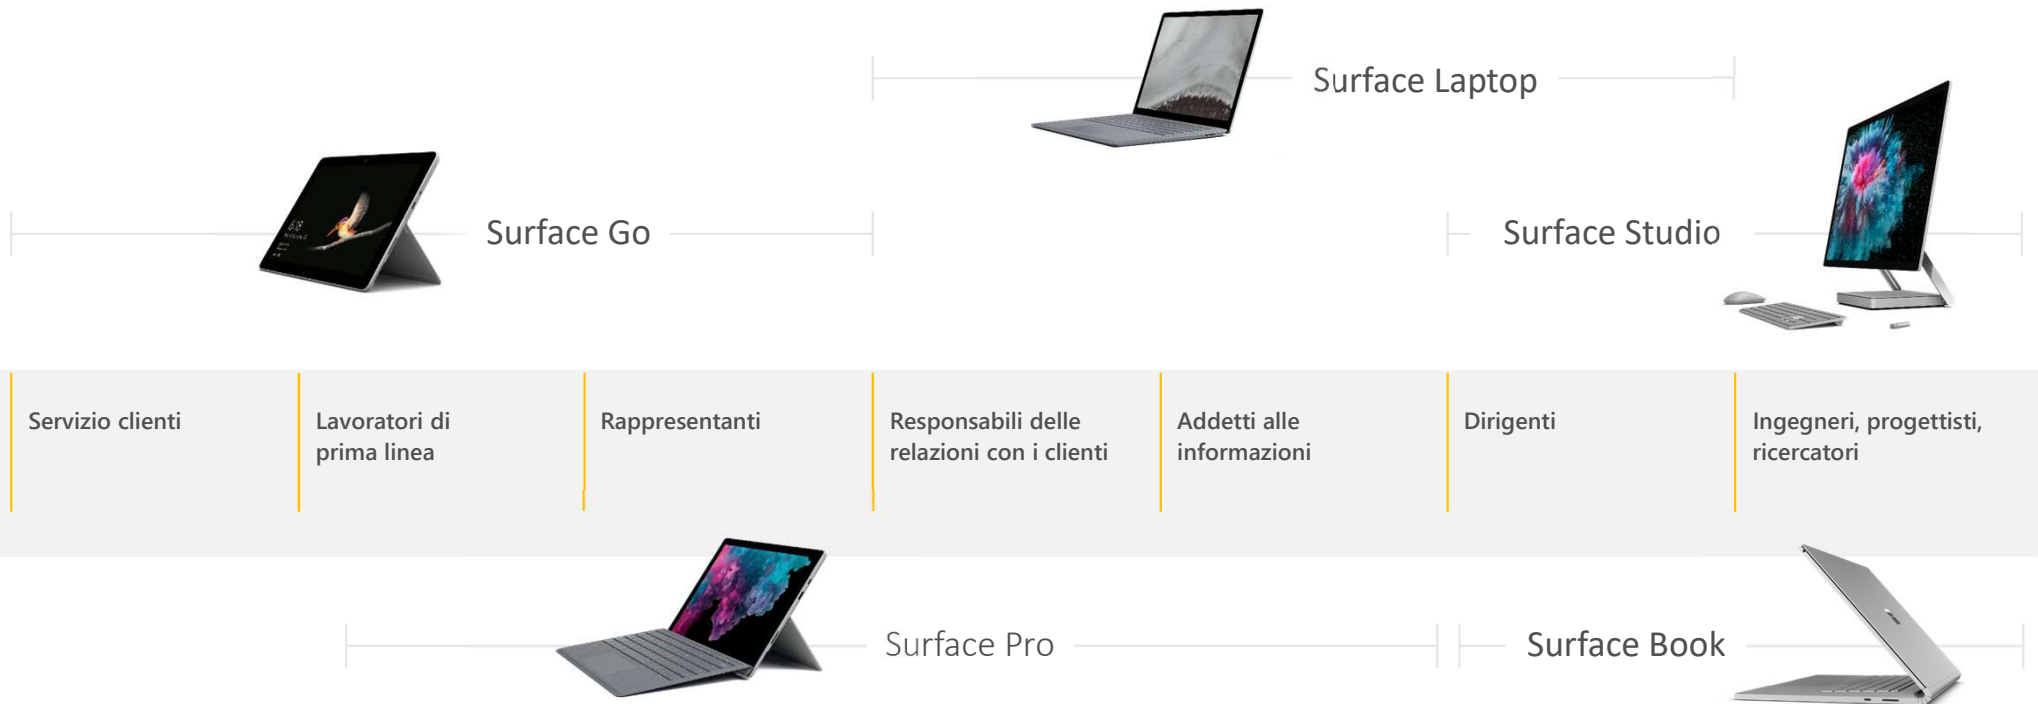 Surface Laptop
Surface Go
Surface Studio
Servizio clienti
Lavoratori di
prima linea
Rappresentanti
Responsabili delle
relazioni con i clienti
Addetti alle
informazioni
Dirigenti
Ingegneri, progettisti,
ricercatori
Surface Pro
Surface Book